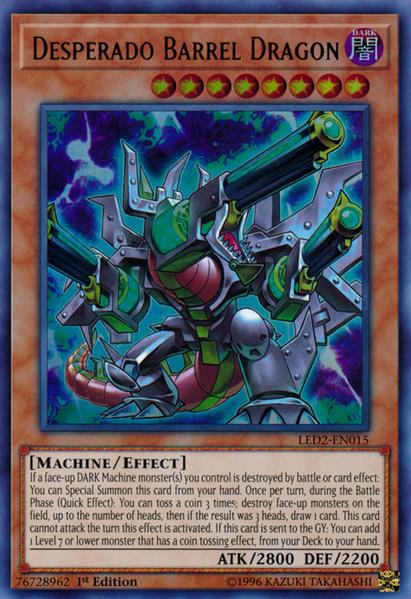 DESPERADO BARREL DRAGON
DARK
闇
LED2-EN015
[MACHINE/EFFECT]
If a face-up DARK Machine monster(s) you control is destroyed by battle or card effect:
You can Special Summon this card from your hand. Once per turn, during the Battle
Phase (Quick Effect): You can toss a coin 3 times; destroy face-up monsters on the
field, up to the number of heads, then if the result was 3 heads, draw 1 card. This card
cannot attack the turn this effect is activated. If this card is sent to the GY: You can add
1 Level 7 or lower monster that has a coin tossing effect, from your Deck to your hand.
ATK/2800 DEF/2200
76728962 1st Edition ©1996 KAZUKI TAKAHASHI